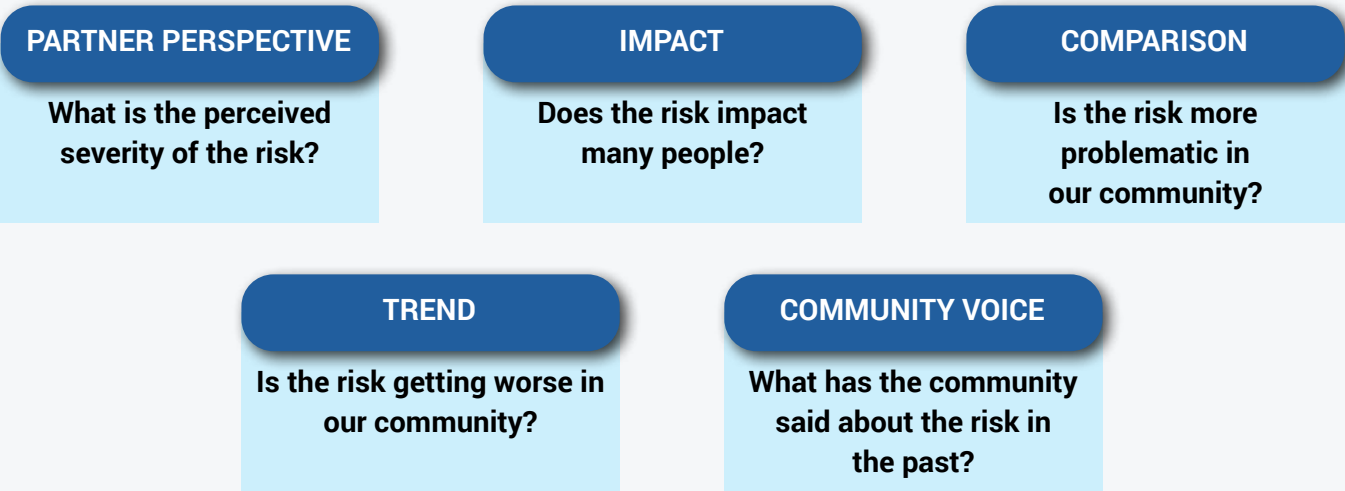 PARTNER PERSPECTIVE
What is the perceived
severity of the risk?
IMPACT
Does the risk impact
many people?
COMPARISON
Is the risk more
problematic in
our community?
TREND
Is the risk getting worse in
our community?
COMMUNITY VOICE
What has the community
said about the risk in
the past?